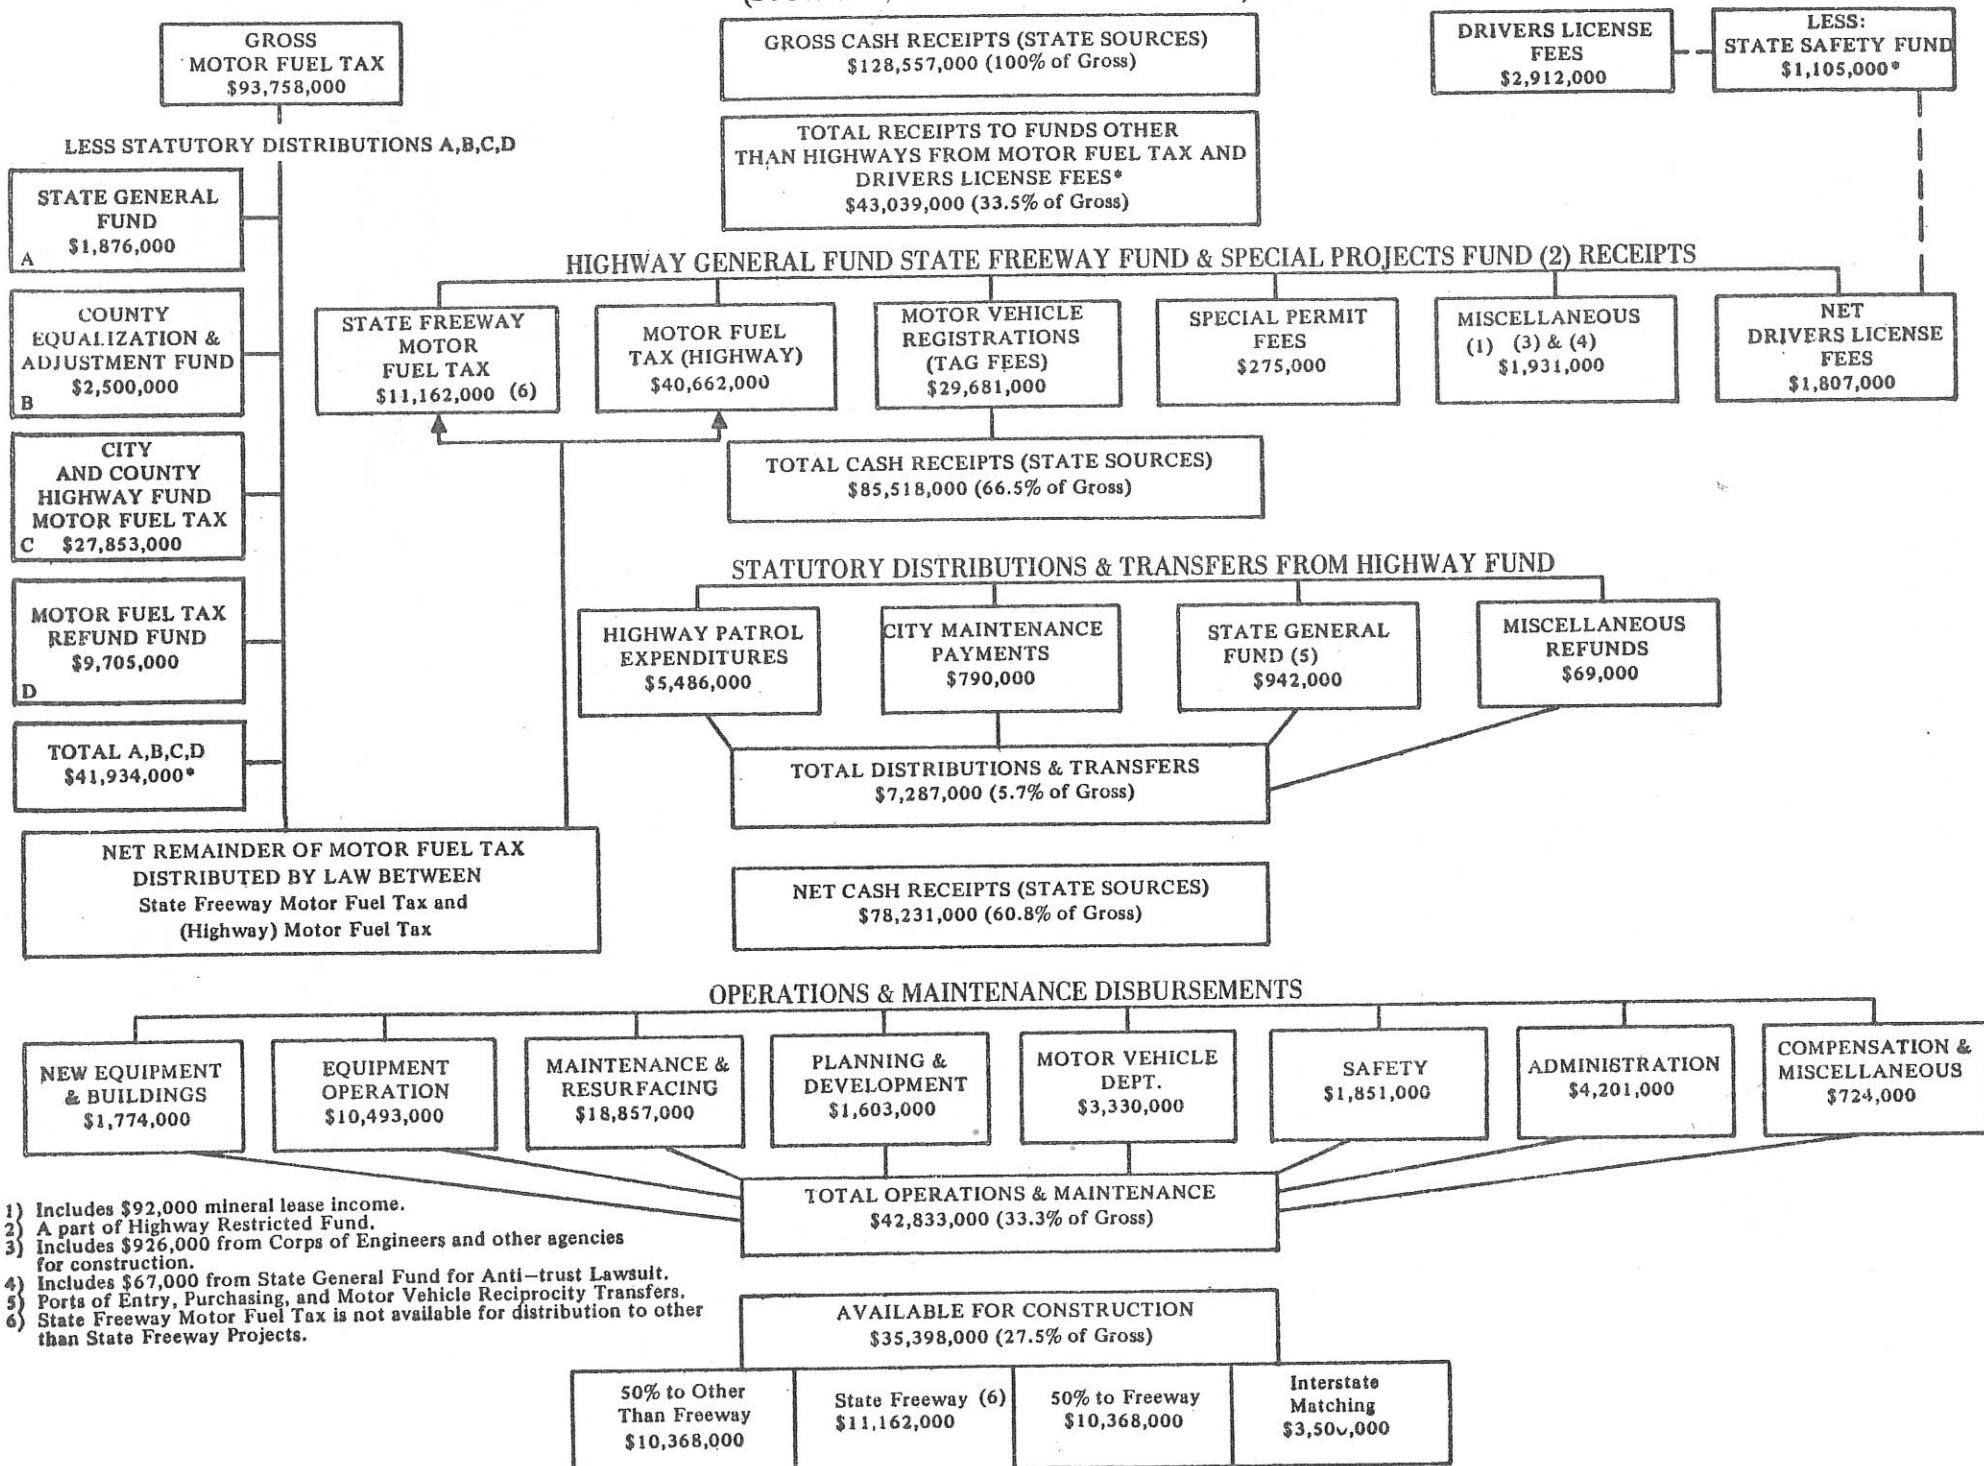 GROSS
MOTOR FUEL TAX
$93,758,000
GROSS CASH RECEIPTS (STATE SOURCES)
$128,557,000 (100% of Gross)
DRIVERS LICENSE
FEES
$2,912,000
LESS:
STATE SAFETY FUND
$1,105,000*
LESS STATUTORY DISTRIBUTIONS A,B,C,D
TOTAL RECEIPTS TO FUNDS OTHER
THAN HIGHWAYS FROM MOTOR FUEL TAX AND
DRIVERS LICENSE FEES*
$43,039,000 (33.5% of Gross)
STATE GENERAL
FUND
$1,876,000
A
COUNTY
EQUALIZATION &
ADJUSTMENT FUND
$2,500,000
B
CITY
AND COUNTY
HIGHWAY FUND
MOTOR FUEL TAX
C $27,853,000
MOTOR FUEL TAX
REFUND FUND
$9,705,000
D
TOTAL A,B,C,D
$41,934,000*
NET REMAINDER OF MOTOR FUEL TAX
DISTRIBUTED BY LAW BETWEEN
State Freeway Motor Fuel Tax and
(Highway) Motor Fuel Tax
HIGHWAY GENERAL FUND STATE FREEWAY FUND & SPECIAL PROJECTS FUND (2) RECEIPTS
STATE FREEWAY
MOTOR
FUEL TAX
$11,162,000 (6)
MOTOR FUEL
TAX (HIGHWAY)
$40,662,000
MOTOR VEHICLE
REGISTRATIONS
(TAG FEES)
$29,681,000
SPECIAL PERMIT
FEES
$275,000
MISCELLANEOUS
(1) (3) & (4)
$1,931,000
NET
DRIVERS LICENSE
FEES
$1,807,000
TOTAL CASH RECEIPTS (STATE SOURCES)
$85,518,000 (66.5% of Gross)
STATUTORY DISTRIBUTIONS & TRANSFERS FROM HIGHWAY FUND
HIGHWAY PATROL
EXPENDITURES
$5,486,000
CITY MAINTENANCE
PAYMENTS
$790,000
STATE GENERAL
FUND (5)
$942,000
MISCELLANEOUS
REFUNDS
$69,000
TOTAL DISTRIBUTIONS & TRANSFERS
$7,287,000 (5.7% of Gross)
NET CASH RECEIPTS (STATE SOURCES)
$78,231,000 (60.8% of Gross)
OPERATIONS & MAINTENANCE DISBURSEMENTS
NEW EQUIPMENT
& BUILDINGS
$1,774,000
EQUIPMENT
OPERATION
$10,493,000
MAINTENANCE &
RESURFACING
$18,857,000
PLANNING &
DEVELOPMENT
$1,603,000
MOTOR VEHICLE
DEPT.
$3,330,000
SAFETY
$1,851,000
ADMINISTRATION
$4,201,000
COMPENSATION &
MISCELLANEOUS
$724,000
TOTAL OPERATIONS & MAINTENANCE
$42,833,000 (33.3% of Gross)
1) Includes $92,000 mineral lease income.
2) A part of Highway Restricted Fund.
3) Includes $926,000 from Corps of Engineers and other agencies
for construction.
4) Includes $67,000 from State General Fund for Anti-trust Lawsuit.
5) Ports of Entry, Purchasing, and Motor Vehicle Reciprocity Transfers.
6) State Freeway Motor Fuel Tax is not available for distribution to other
than State Freeway Projects.
AVAILABLE FOR CONSTRUCTION
$35,398,000 (27.5% of Gross)
50% to Other
Than Freeway
$10,368,000
State Freeway (6)
$11,162,000
50% to Freeway
$10,368,000
Interstate
Matching
$3,500,000